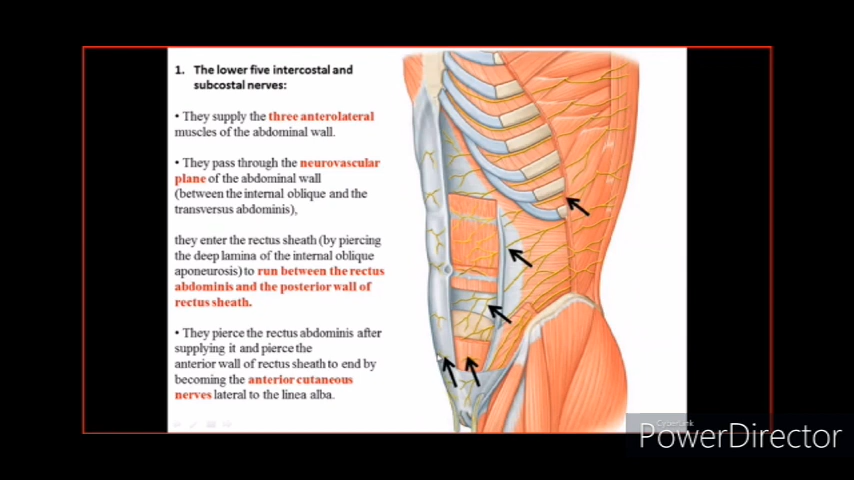 1. The lower five intercostal and
subcostal nerves:
• They supply the three anterolateral
muscles of the abdominal wall.
• They pass through the neurovascular
plane of the abdominal wall
(between the internal oblique and the
transversus abdominis),
they enter the rectus sheath (by piercing
the deep lamina of the internal oblique
aponeurosis) to run between the rectus
abdominis and the posterior wall of
rectus sheath.
• They pierce the rectus abdominis after
supplying it and pierce the
anterior wall of rectus sheath to end by
becoming the anterior cutaneous
nerves lateral to the linea alba.
CyberLink
PowerDirector